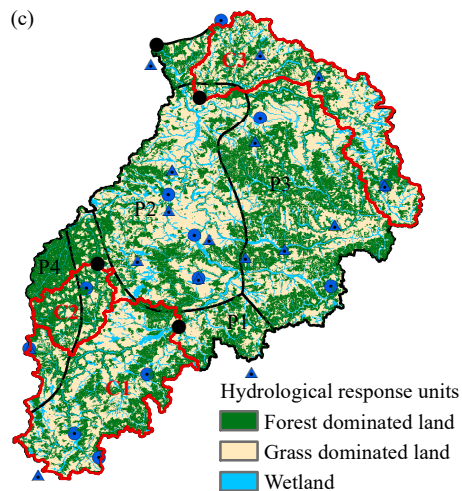 (c)
C3
P3
P2
P4
C2
P1
C1
Hydrological response units
Forest dominated land
Grass dominated land
Wetland